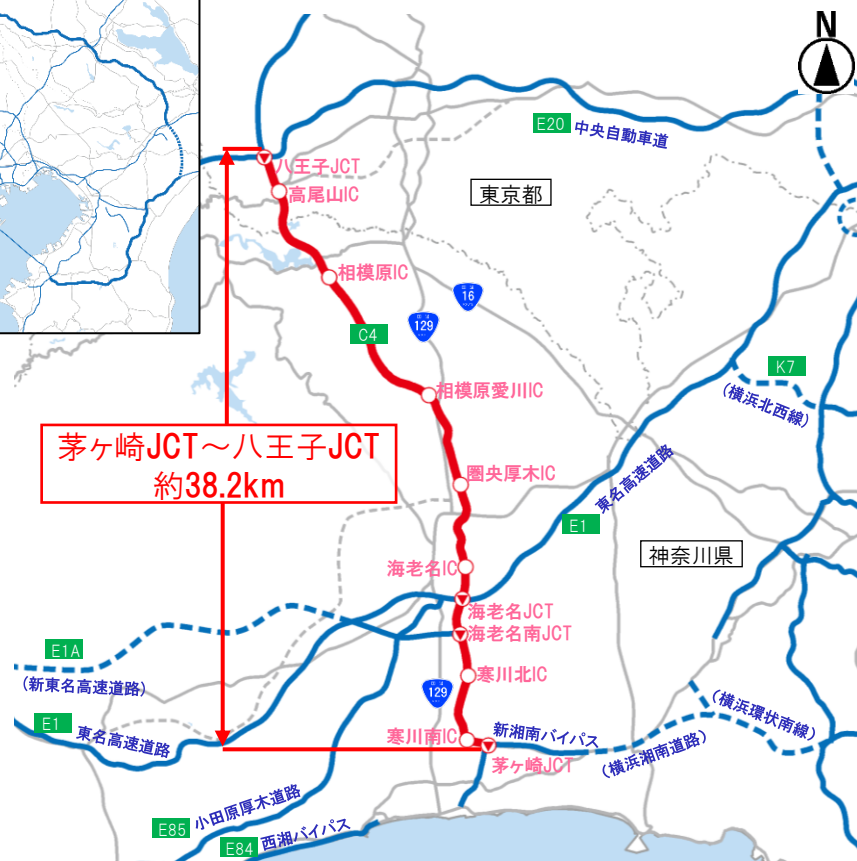 N
E20 中央自動車道
八王子JCT
高尾山IC
東京都
相模原IC
16
129
C4
K7
(横浜北西線)
相模原愛川IC
茅ヶ崎JCT～八王子JCT
約38.2km
圏央厚木IC
東名高速道路
E1
神奈川県
海老名IC
海老名JCT
海老名南JCT
E1A
(新東名高速道路)
寒川北IC
129
E1 東名高速道路
寒川南IC
新湘南バイパス
(横浜環状南線)
(横浜湘南道路)
茅ヶ崎JCT
E85 小田原厚木道路
E84 西湘バイパス